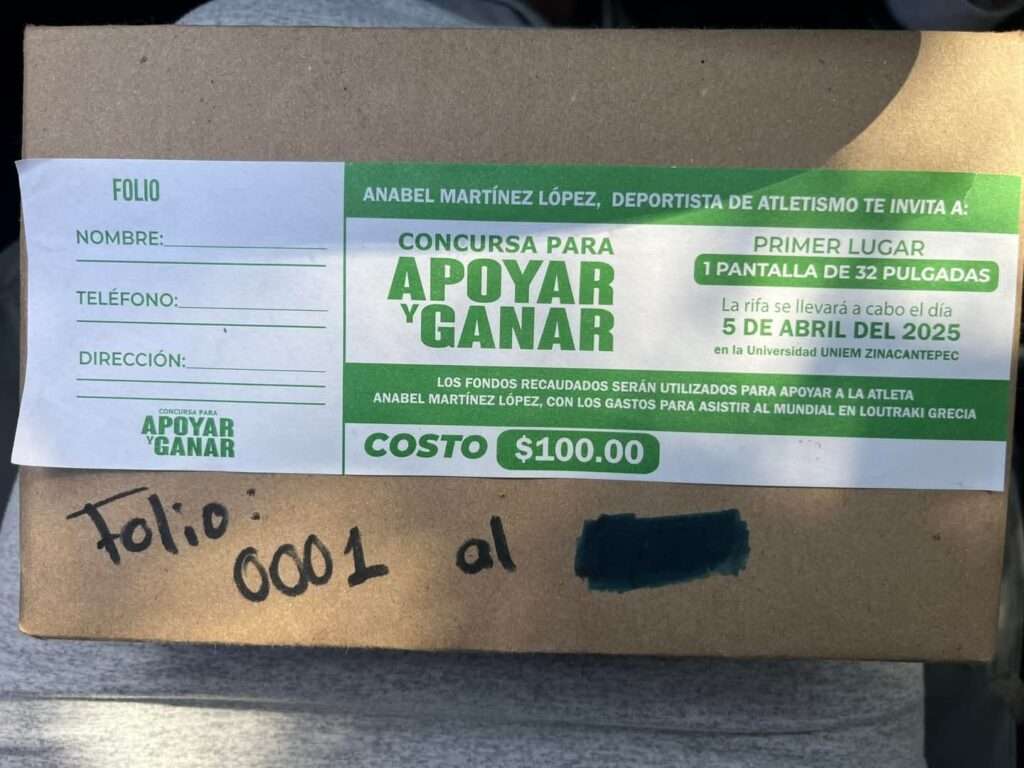 FOLIO
NOMBRE:
TELÉFONO:
DIRECCIÓN:
CONCURSA PARA
APOYAR
Y GANAR
ANABEL MARTÍNEZ LÓPEZ, DEPORTISTA DE ATLETISMO TE INVITA A:
CONCURSA PARA
APOYAR
Y GANAR
PRIMER LUGAR
1 PANTALLA DE 32 PULGADAS
La rifa se llevará a cabo el día
5 DE ABRIL DEL 2025
en la Universidad UNIEM ZINACANTEPEC
LOS FONDOS RECAUDADOS SERÁN UTILIZADOS PARA APOYAR A LA ATLETA
ANABEL MARTÍNEZ LÓPEZ, CON LOS GASTOS PARA ASISTIR AL MUNDIAL EN LOUTRAKI GRECIA
COSTO $100.00
Folio:
0001 al